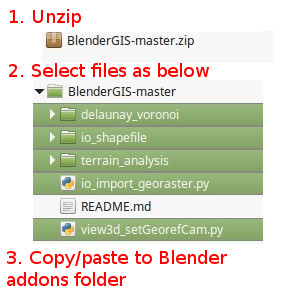 1. Unzip
BlenderGIS-master.zip
2. Select files as below
BlenderGIS-master
delaunay_voronoi
io_shapefile
terrain_analysis
io_import_georaster.py
README.md
view3d_setGeorefCam.py
3. Copy/paste to Blender
addons folder